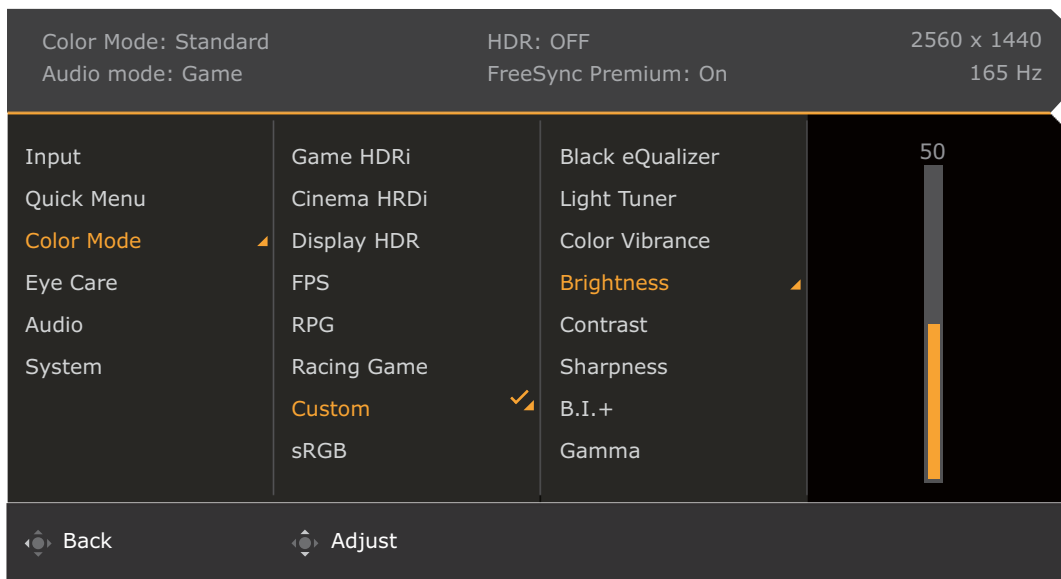 Color Mode: Standard
HDR: OFF
2560 x 1440
Audio mode: Game
FreeSync Premium: On
165 Hz
Input
Quick Menu
Color Mode
Eye Care
Audio
System
Game HDRi
Cinema HRDi
Display HDR
FPS
RPG
Racing Game
Custom
sRGB
Black eQualizer
Light Tuner
Color Vibrance
Brightness
Contrast
Sharpness
B.I.+
Gamma
50
Back
Adjust